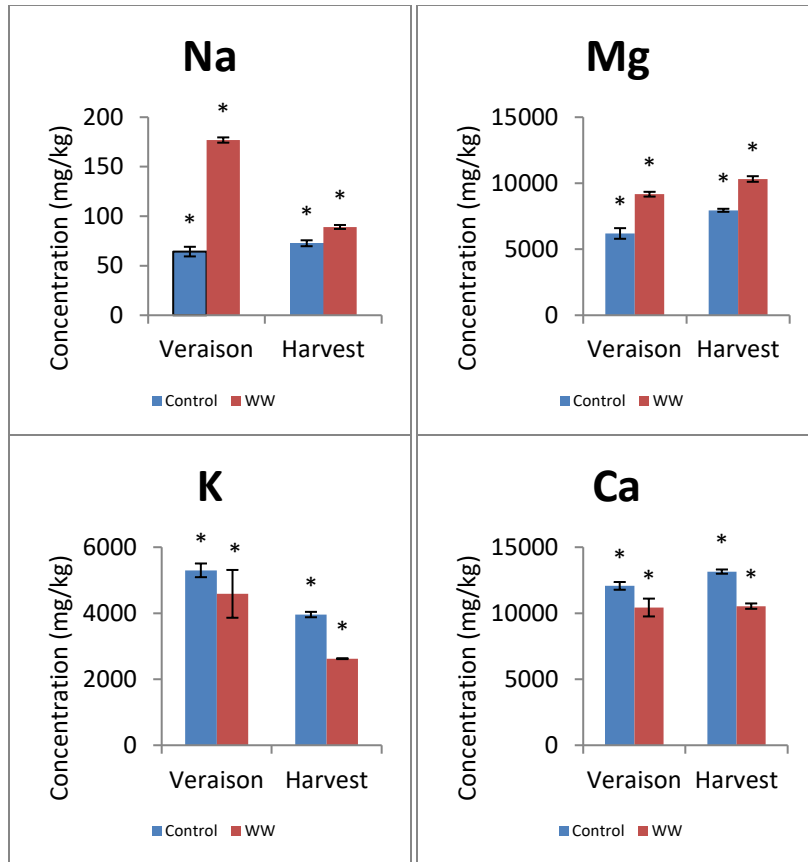 Na
Concentration (mg/kg)
200
150
100
50
0
* * * *
Veraison Harvest
Control WW
Mg
Concentration (mg/kg)
15000
10000
5000
0
* * * *
Veraison Harvest
Control WW
K
Concentration (mg/kg)
6000
4000
2000
0
* * * *
Veraison Harvest
Control WW
Ca
Concentration (mg/kg)
15000
10000
5000
0
* * * *
Veraison Harvest
Control WW